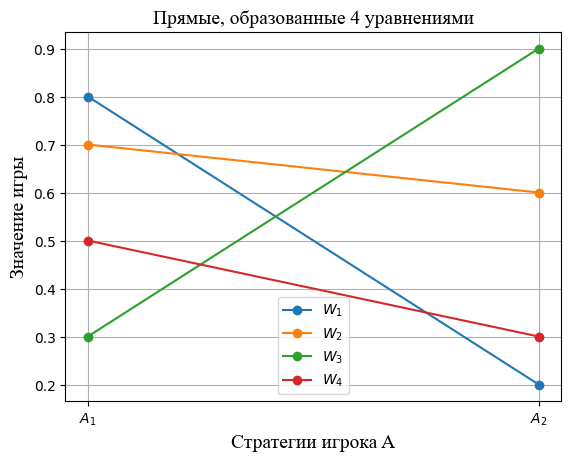 Прямые, образованные 4 уравнениями
Значение игры
0.9
0.8
0.7
0.6
0.5
0.4
0.3
0.2
W₁
W₂
W₃
W₄
A₁
A₂
Стратегии игрока А